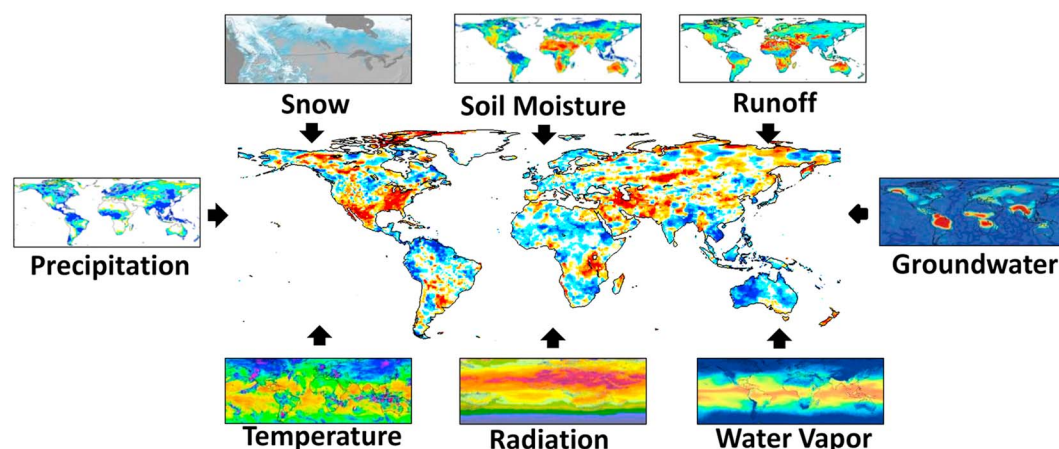 Snow
Soil Moisture
Runoff
Precipitation
Groundwater
Temperature
Radiation
Water Vapor